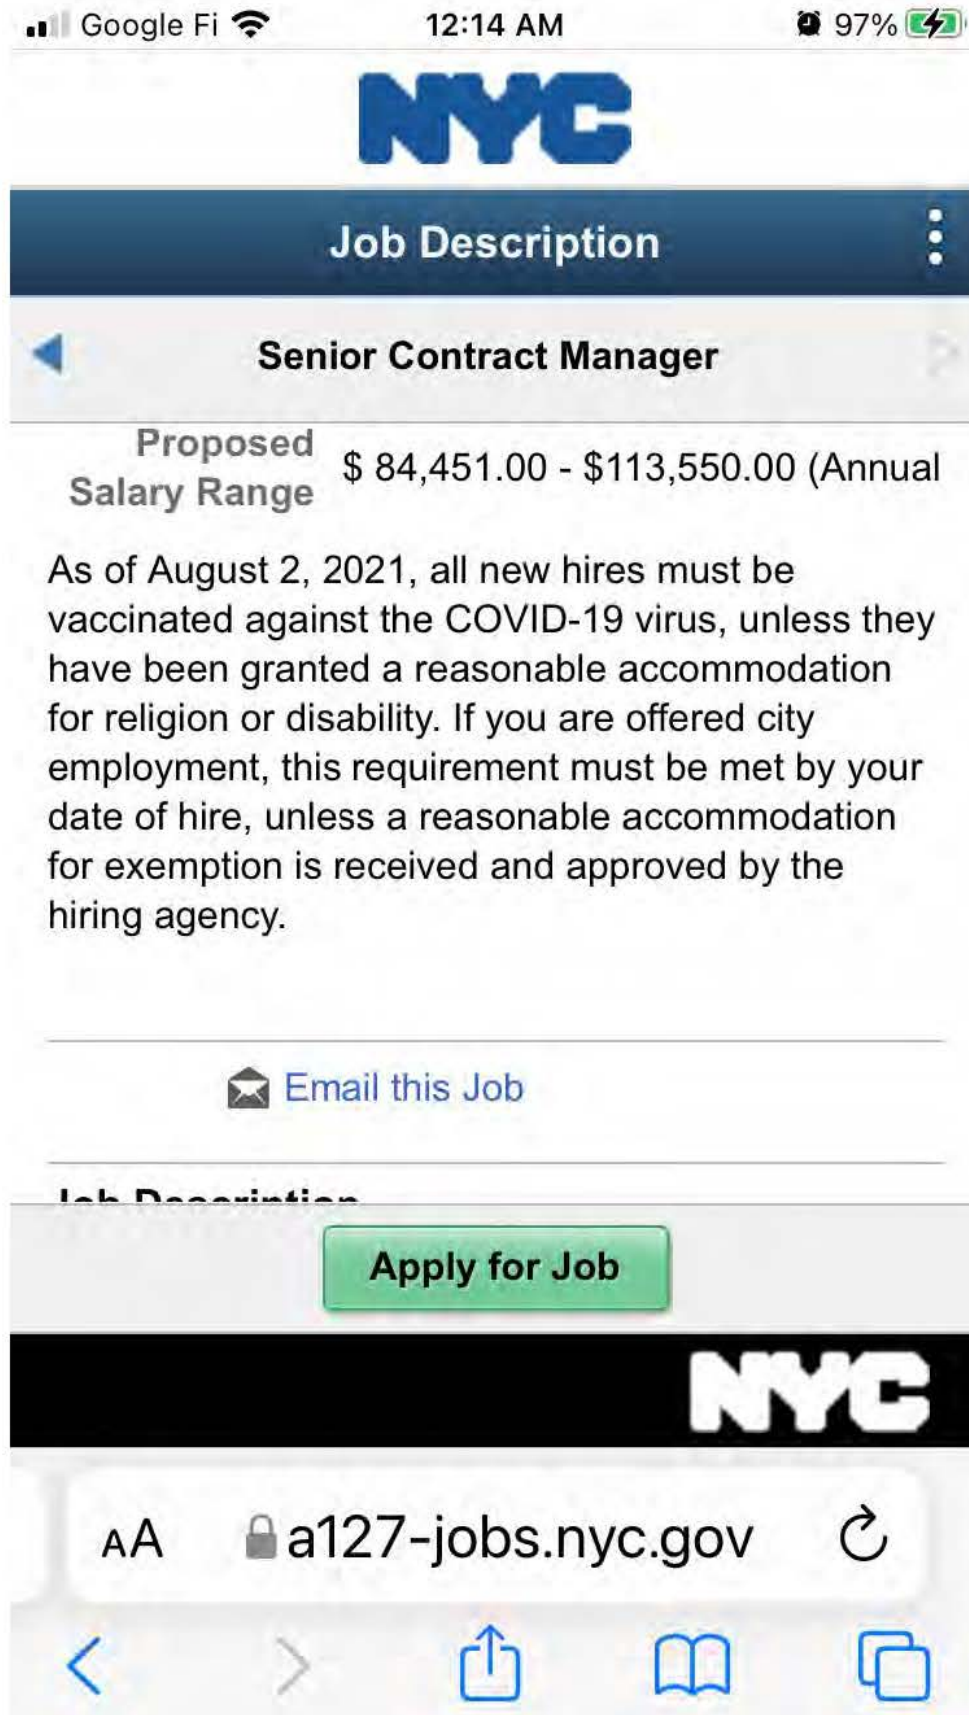 Google Fi 12:14 AM 97%
NYC
Job Description
Senior Contract Manager
Proposed
Salary Range
$ 84,451.00 - $113,550.00 (Annual
As of August 2, 2021, all new hires must be
vaccinated against the COVID-19 virus, unless they
have been granted a reasonable accommodation
for religion or disability. If you are offered city
employment, this requirement must be met by your
date of hire, unless a reasonable accommodation
for exemption is received and approved by the
hiring agency.
Email this Job
Job Description
Apply for Job
NYC
AA a127-jobs.nyc.gov